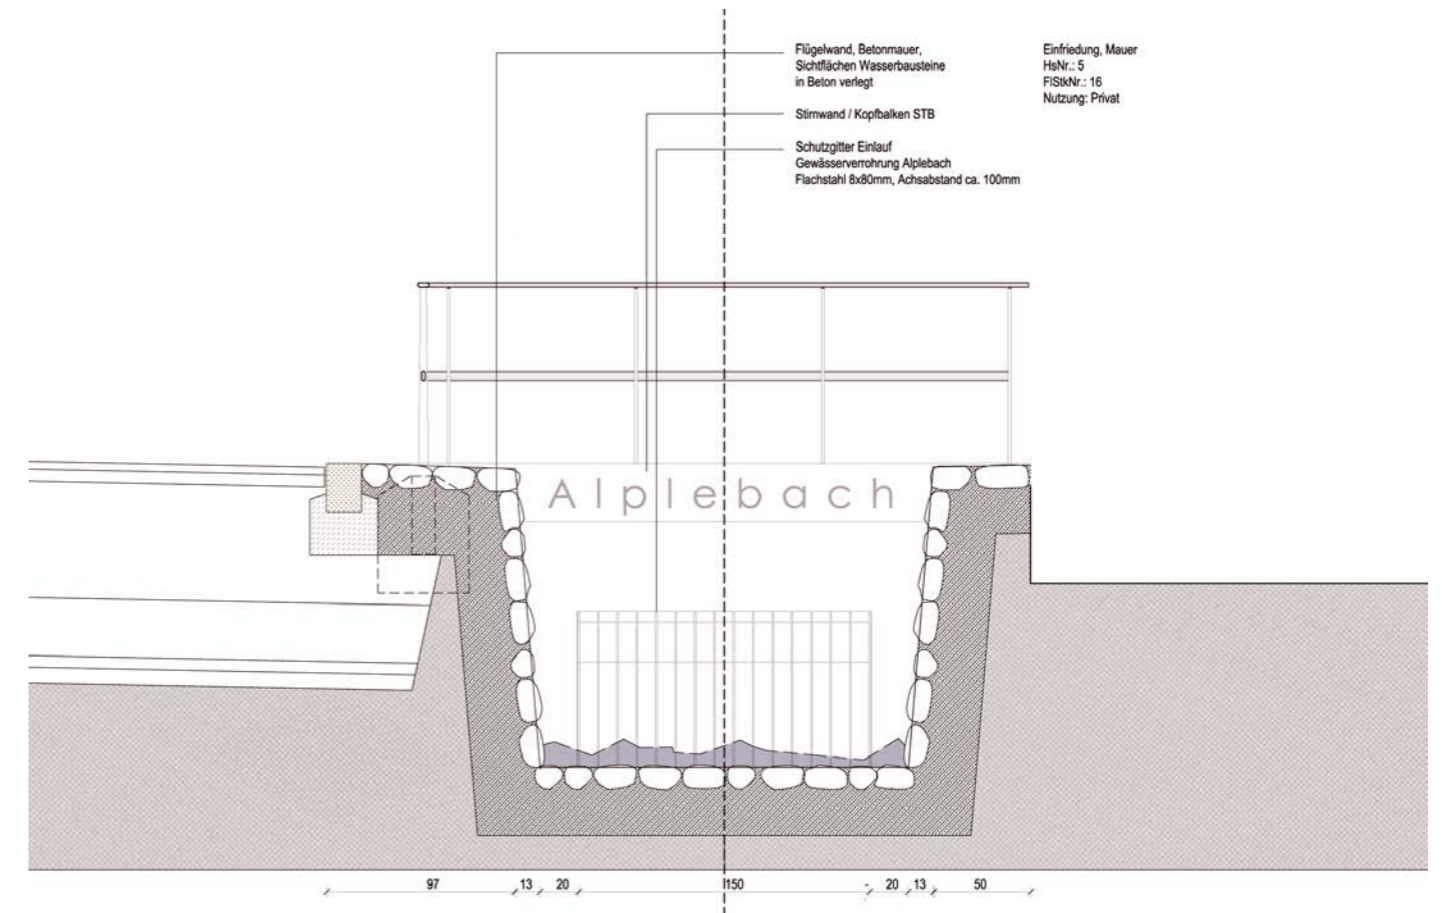 Flügelwand, Betonmauer,
Sichtflächen Wasserbausteine
in Beton verlegt
Einfriedung, Mauer
HsNr.: 5
FlStkNr.: 16
Nutzung: Privat
Stirnwand / Kopfbalken STB
Schutzgitter Einlauf
Gewässerverrohrung Alplebach
Flachstahl 8x80mm, Achsabstand ca. 100mm
Alplebach
97 13 20 150 20 13 50